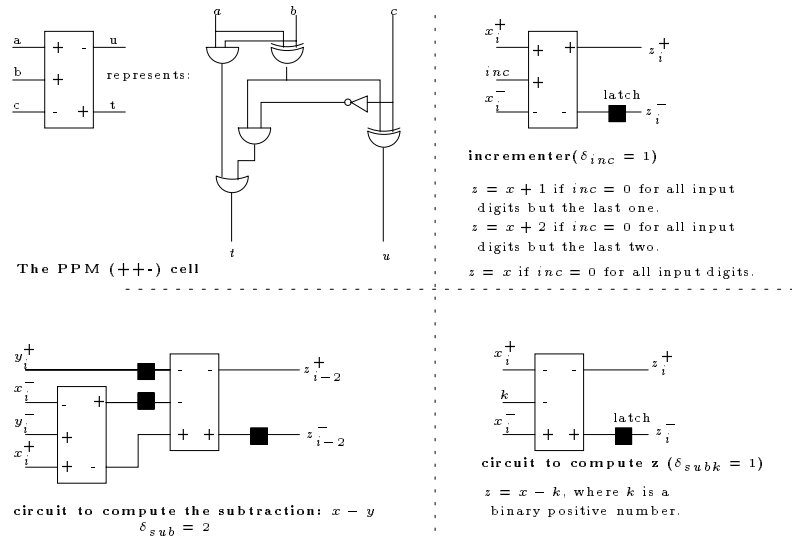 a + - u
b + represents:
c - + t
a b c
t u
The PPM (++-) cell
x_i^+ + + z_i^+
inc +
x_i^- - - latch z_i^-
incrementer(δ_inc = 1)
z = x + 1 if inc = 0 for all input
digits but the last one.
z = x + 2 if inc = 0 for all input
digits but the last two.
z = x if inc = 0 for all input digits.
y_i^+ - - z_{i-2}^+
x_i^- - + -
y_i^- + + + z_{i-2}^-
x_i^+ + -
circuit to compute the subtraction: x - y
δ_sub = 2
x_i^+ - - z_i^+
k -
x_i^- + + latch z_i^-
circuit to compute z (δ_subk = 1)
z = x - k, where k is a
binary positive number.